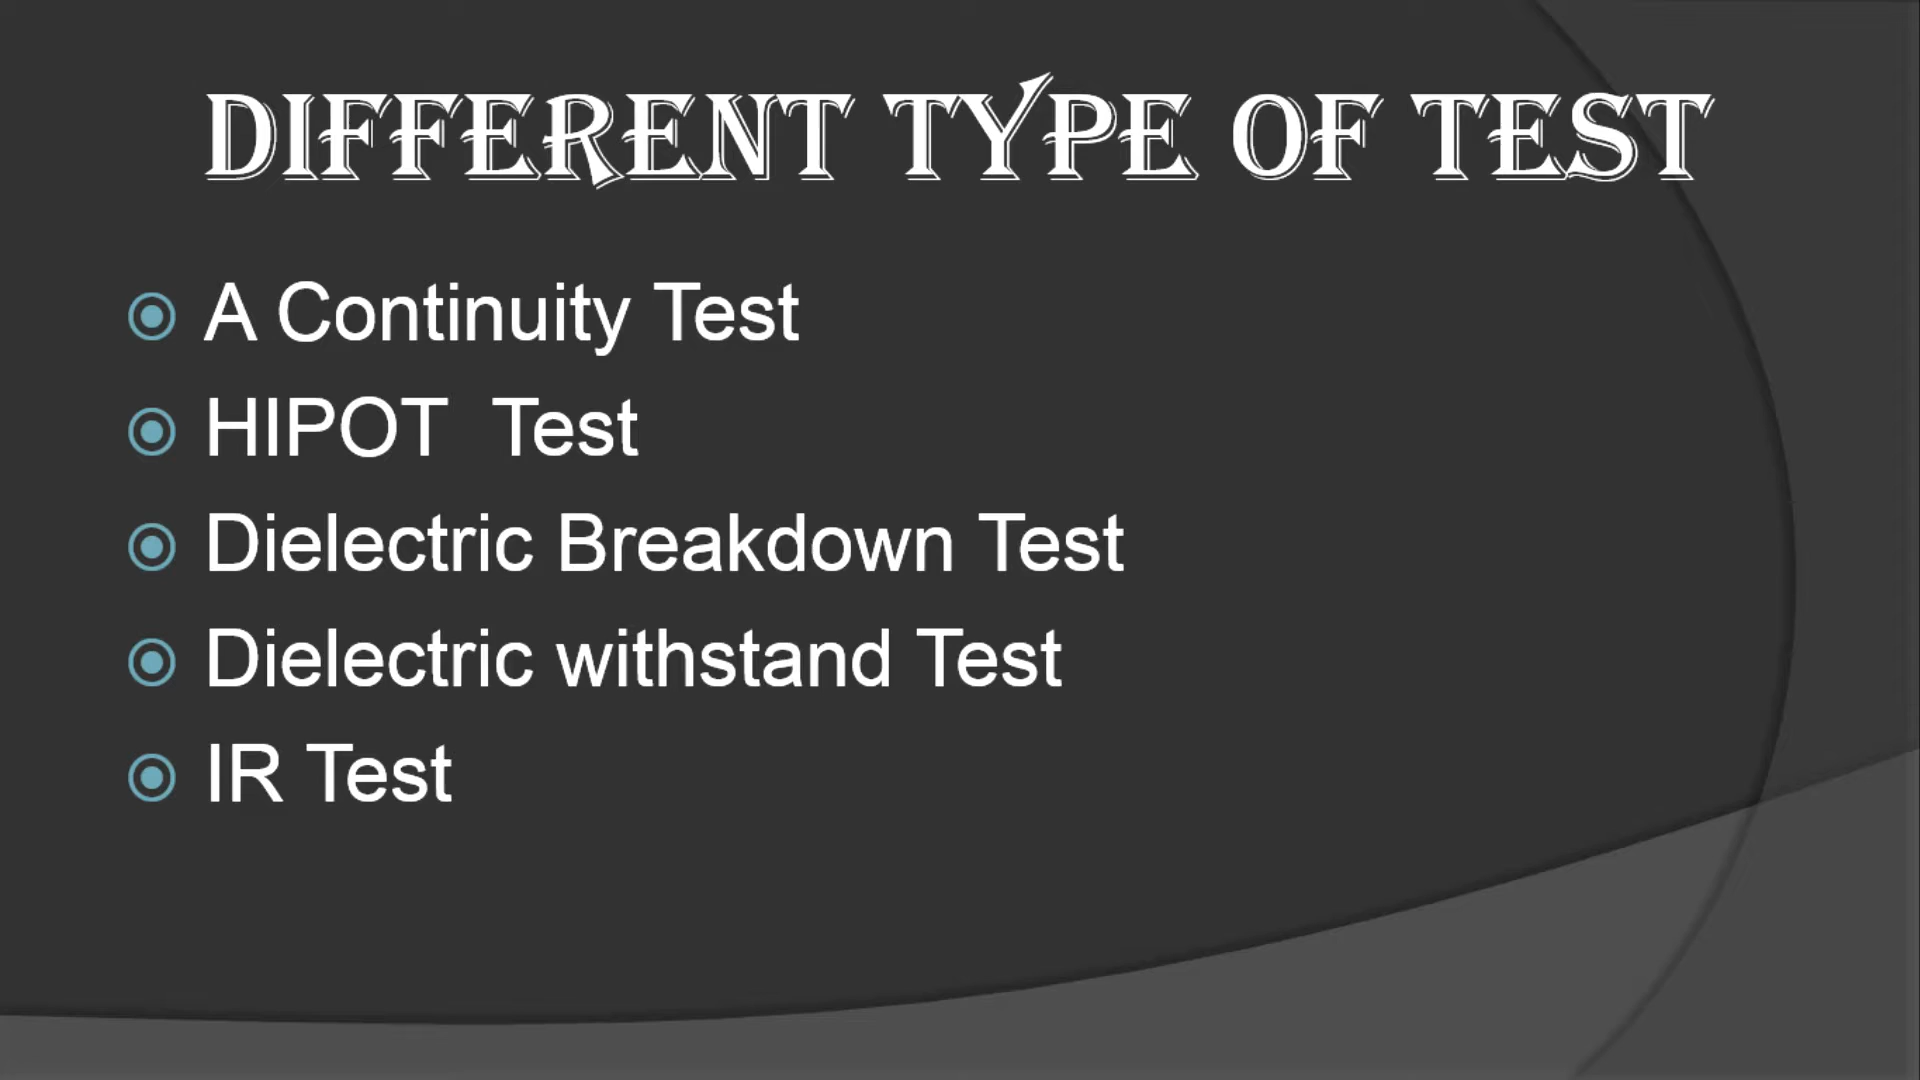 DIFFERENT TYPE OF TEST
A Continuity Test
HIPOT  Test
Dielectric Breakdown Test
Dielectric withstand Test
IR Test